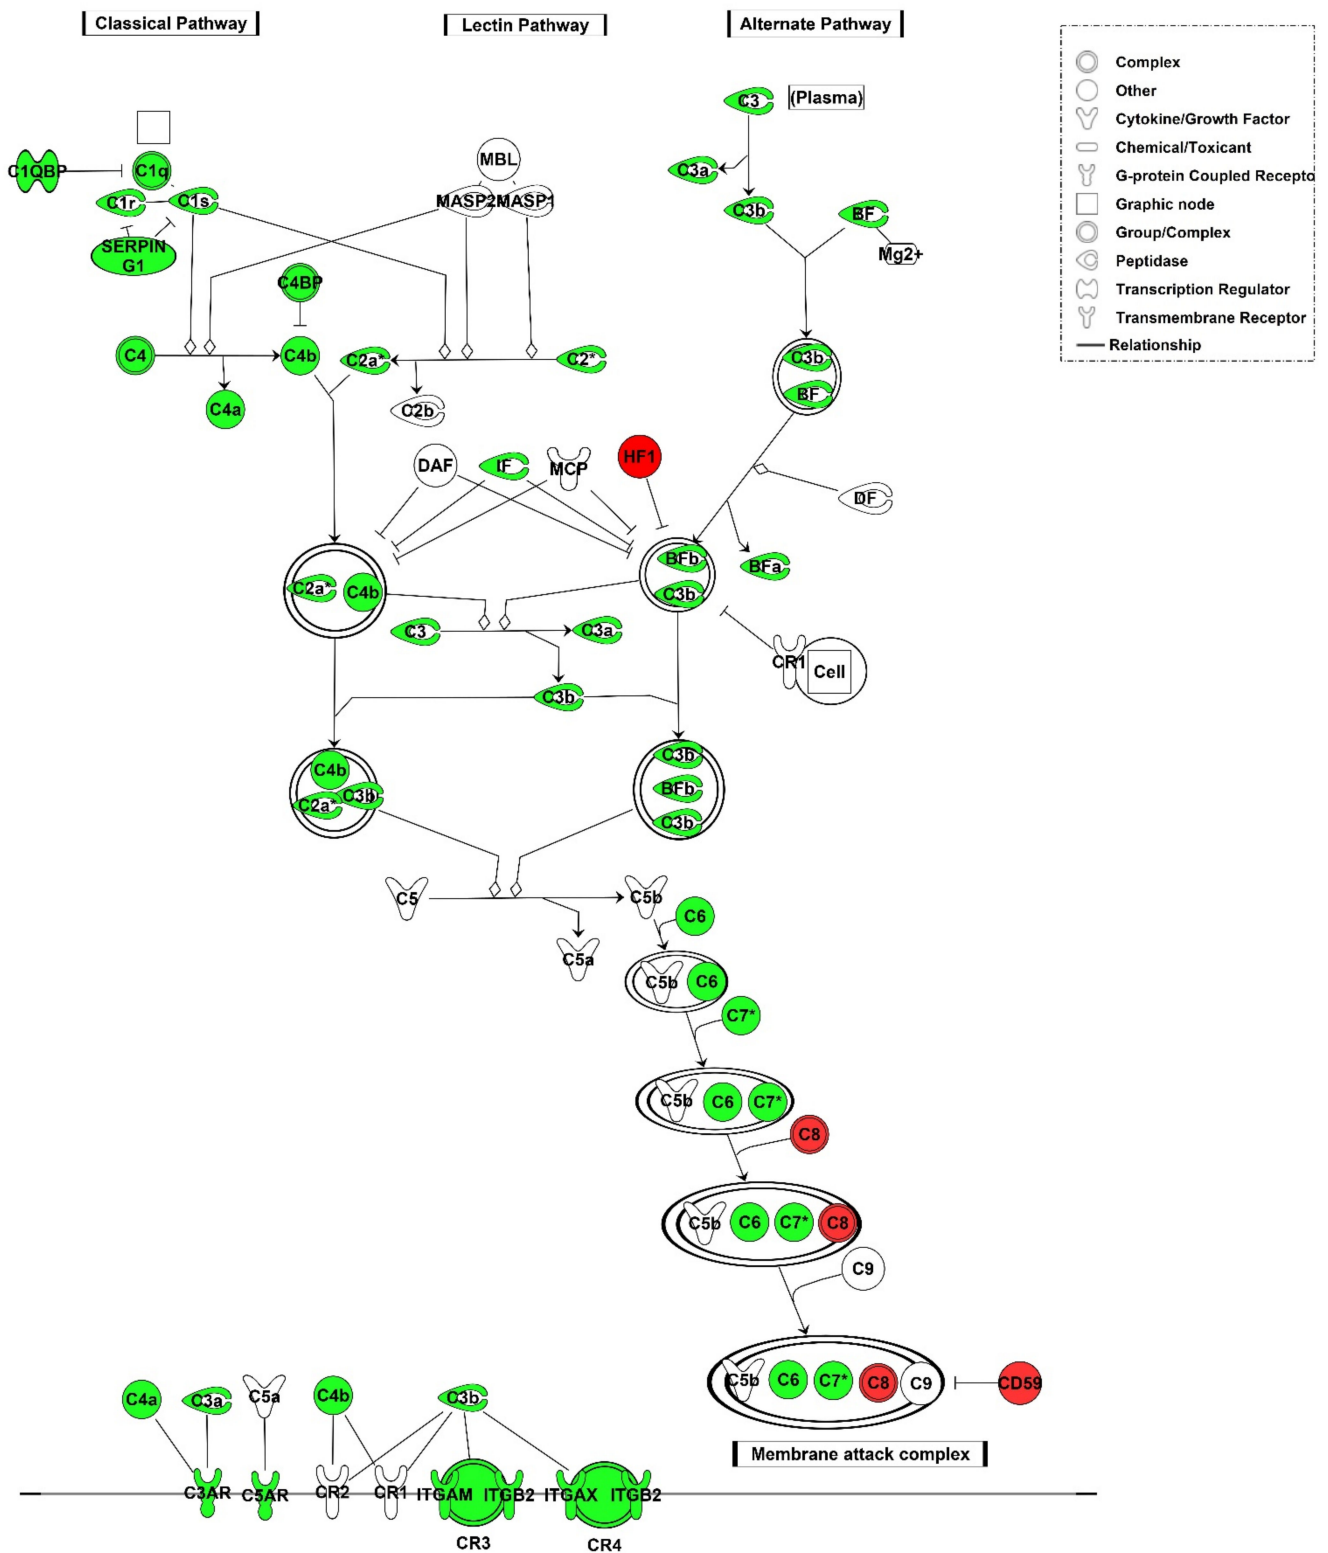 Classical Pathway
Lectin Pathway
Alternate Pathway
Complex
Other
Cytokine/Growth Factor
Chemical/Toxicant
G-protein Coupled Recepto
Graphic node
Group/Complex
Peptidase
Transcription Regulator
Transmembrane Receptor
Relationship
C3
(Plasma)
C1QBP
C1q
MBL
C3a
C1r
C1s
MASP2
MASP1
C3b
BF
Mg2+
SERPIN
G1
C4BP
C4
C4b
C2a*
C2*
C3b
BF
C4a
C2b
DAF
IF
MCP
HF1
DF
BFb
BFa
C3b
C2a*
C4b
C3
C3a
CR1
Cell
C3b
C4b
C2a*
C3b
C3b
BFb
C3b
C5
C5b
C6
C5a
C5b
C6
C7*
C5b
C6
C7*
C8
C5b
C6
C7*
C8
C9
C5b
C6
C7*
C8
C9
CD59
Membrane attack complex
C4a
C3a
C5a
C4b
C3b
C3AR
C5AR
CR2
CR1
ITGAM
ITGB2
ITGAX
ITGB2
CR3
CR4